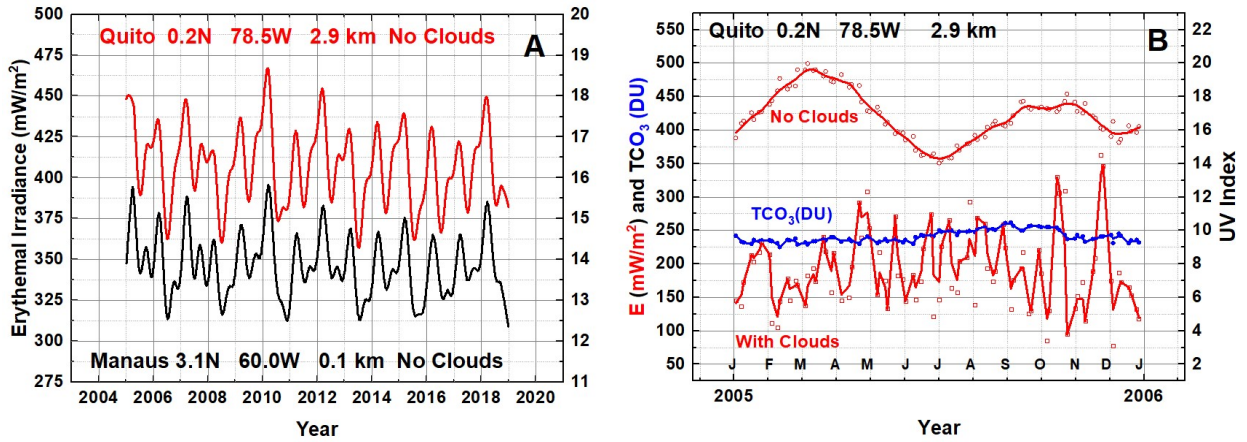 Quito 0.2N 78.5W 2.9 km No Clouds
A
Erythemal Irradiance (mW/m²)
500
475
450
425
400
375
350
325
300
275
20
19
18
17
16
15
14
13
12
11
Manaus 3.1N 60.0W 0.1 km No Clouds
2004 2006 2008 2010 2012 2014 2016 2018 2020
Year
Quito 0.2N 78.5W 2.9 km
B
E (mW/m²) and TCO₃ (DU)
500
450
400
350
300
250
200
150
100
50
No Clouds
TCO₃(DU)
With Clouds
J F M A M J J A S O N D J
22
20
18
16
14
12
10
8
6
4
2
UV Index
2005 2006
Year